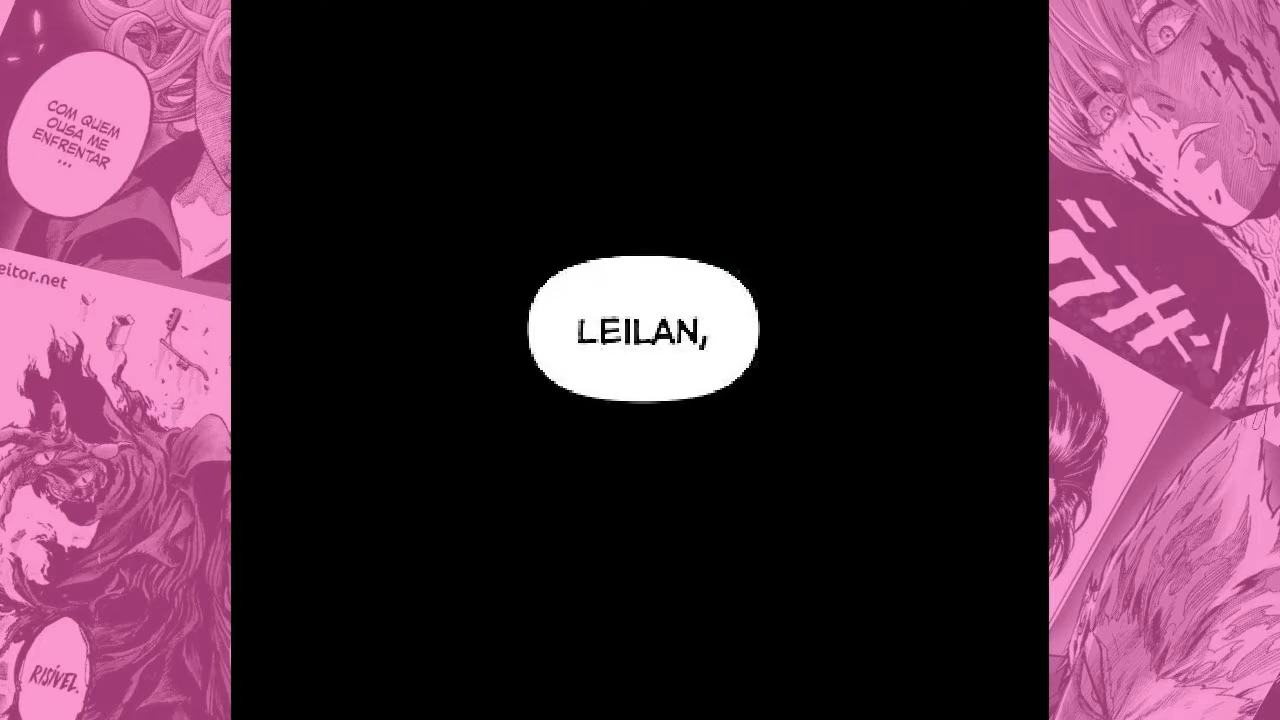 COM QUEM
OUSA ME
ENFRENTAR
...
eitor.net
RISÍVEL.
LEILAN,